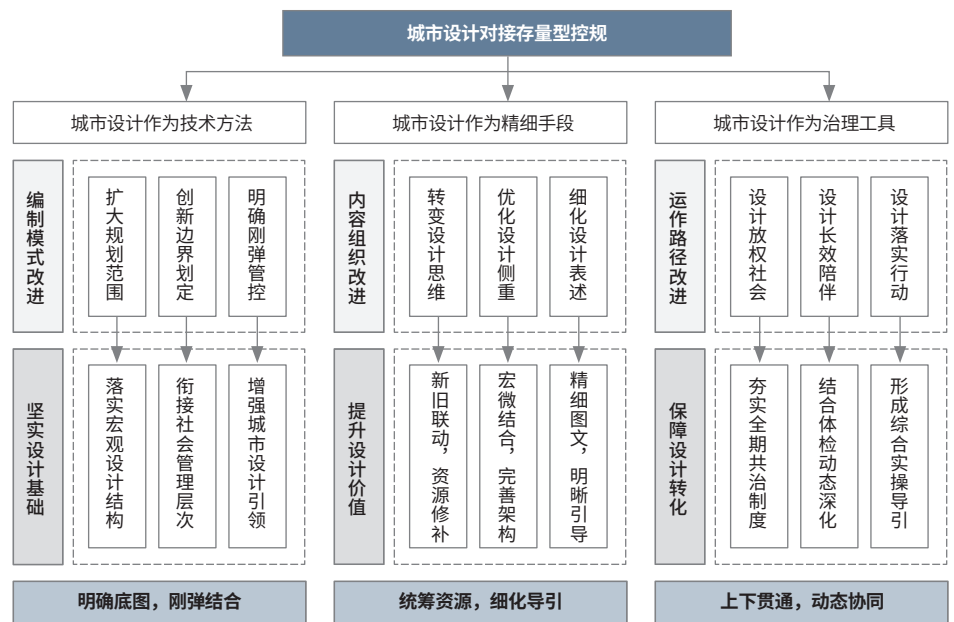 城市设计对接存量型控规
城市设计作为技术方法
城市设计作为精细手段
城市设计作为治理工具
编制模式改进
扩大规划范围
创新边界划定
明确刚弹管控
内容组织改进
转变设计思维
优化设计侧重
细化设计表述
运作路径改进
设计放权社会
设计长效陪伴
设计落实行动
坚实设计基础
落实宏观设计结构
衔接社会管理层次
增强城市设计引领
提升设计价值
新旧联动，资源修补
宏微结合，完善架构
精细图文，明晰引导
保障设计转化
夯实全期共治制度
结合体检动态深化
形成综合实操导引
明确底图，刚弹结合
统筹资源，细化导引
上下贯通，动态协同